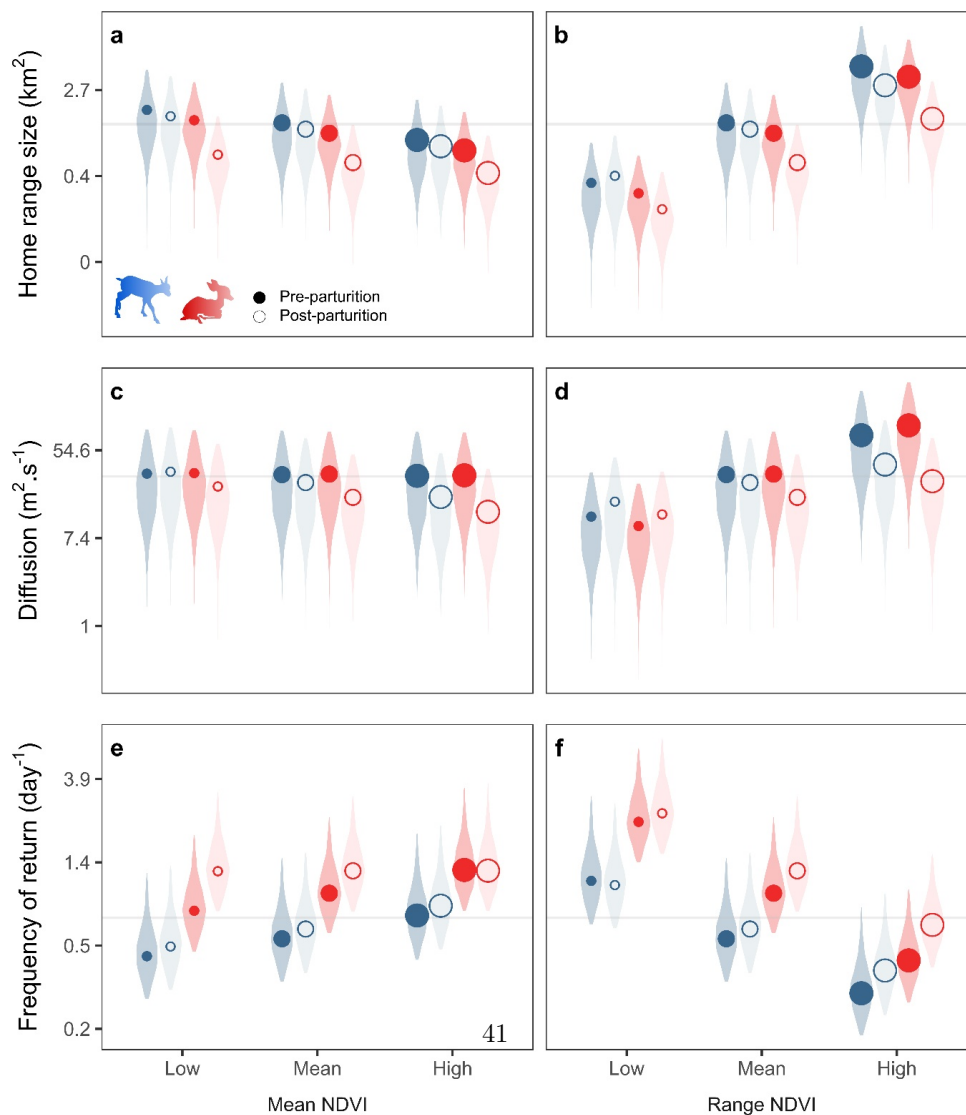 a
b
Home range size (km²)
2.7
0.4
0
Pre-parturition
Post-parturition
c
d
Diffusion (m².s⁻¹)
54.6
7.4
1
e
f
Frequency of return (day⁻¹)
3.9
1.4
0.5
0.2
41
Low Mean High
Low Mean High
Mean NDVI
Range NDVI